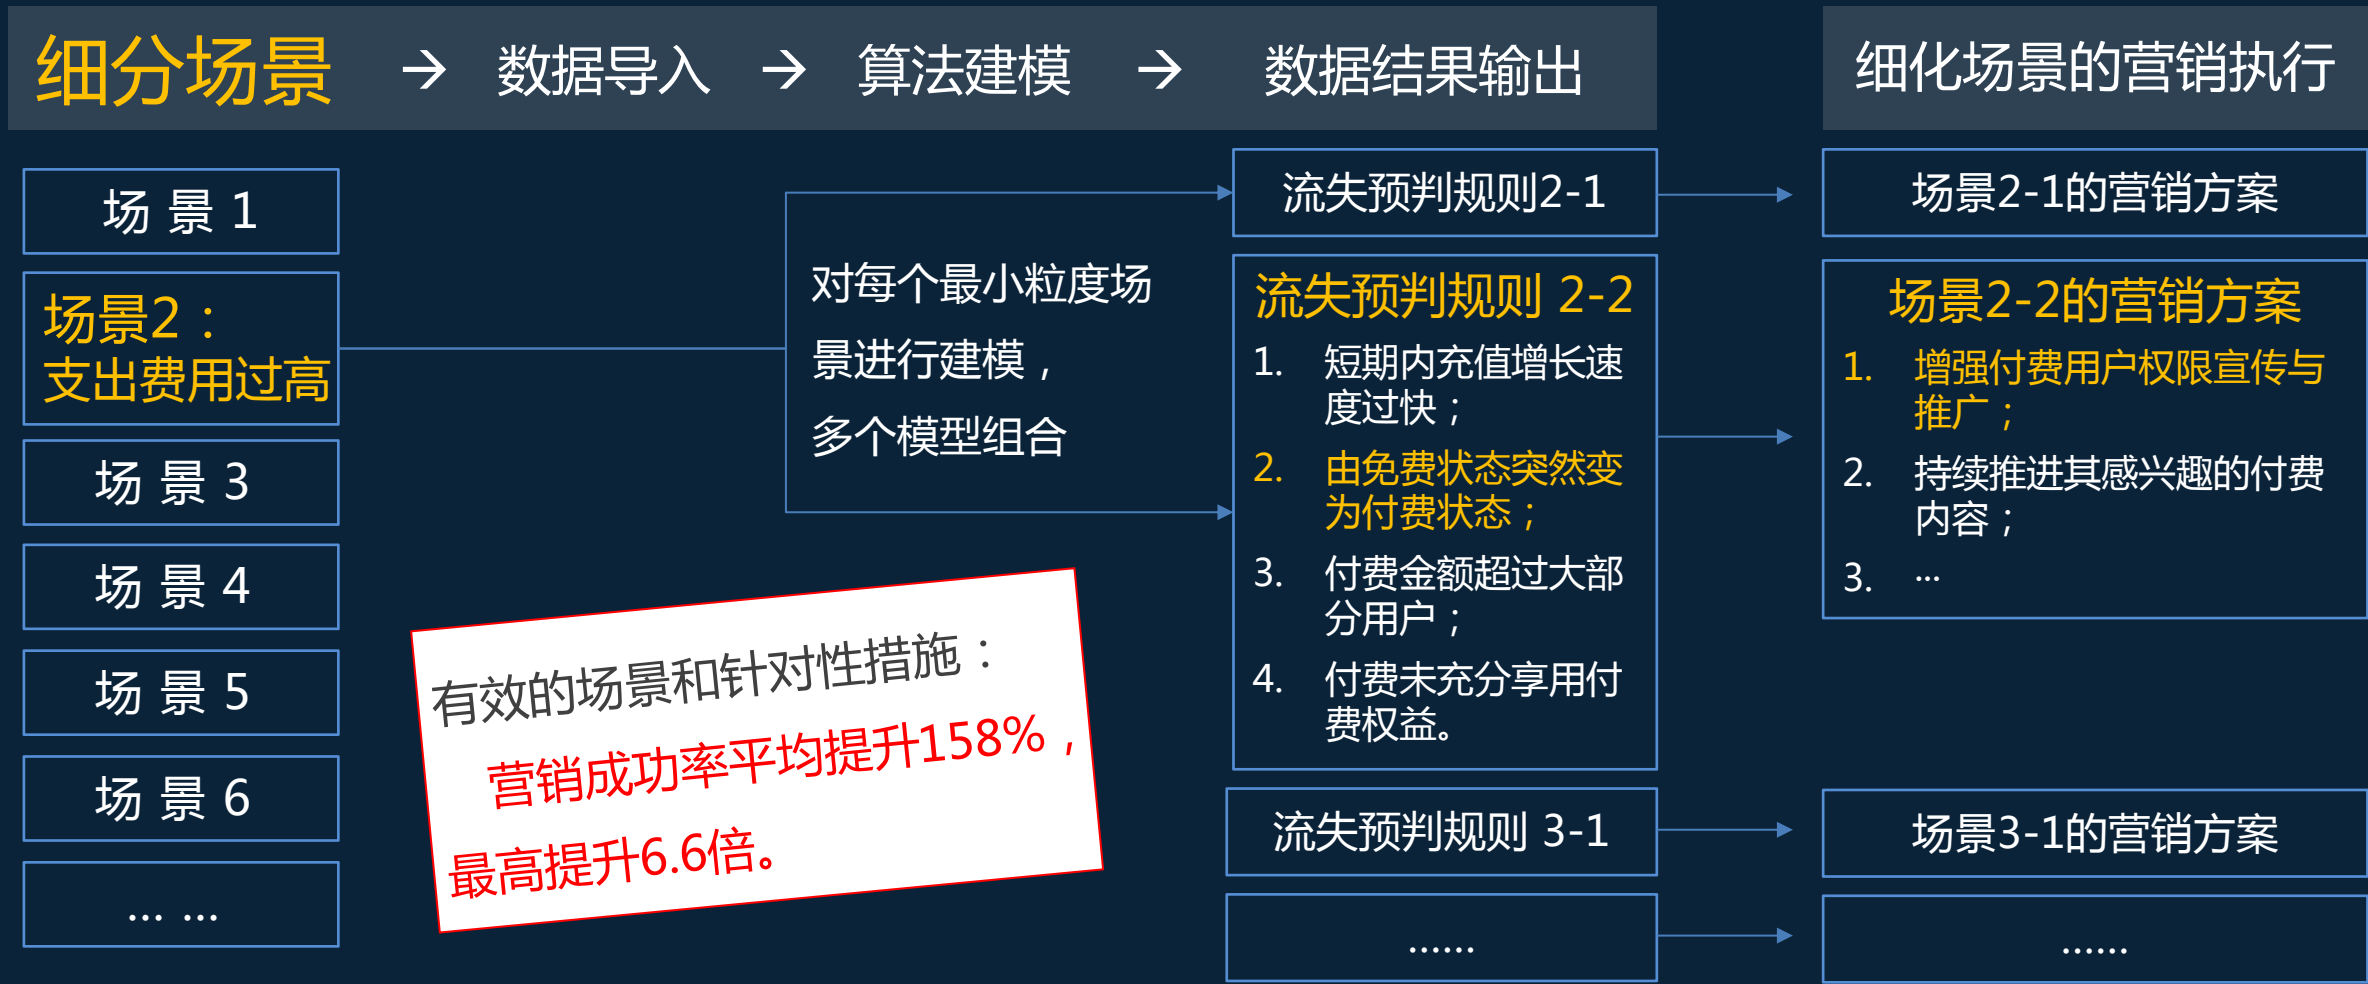 细分场景 → 数据导入 → 算法建模 → 数据结果输出
细化场景的营销执行
场 景 1
场景2：
支出费用过高
场 景 3
场 景 4
场 景 5
场 景 6
... ...
对每个最小粒度场
景进行建模，
多个模型组合
有效的场景和针对性措施：
营销成功率平均提升158%，
最高提升6.6倍。
流失预判规则2-1
流失预判规则 2-2
1. 短期内充值增长速
度过快；
2. 由免费状态突然变
为付费状态；
3. 付费金额超过大部
分用户；
4. 付费未充分享用付
费权益。
流失预判规则 3-1
......
场景2-1的营销方案
场景2-2的营销方案
1. 增强付费用户权限宣传与
推广；
2. 持续推进其感兴趣的付费
内容；
3. ...
场景3-1的营销方案
......